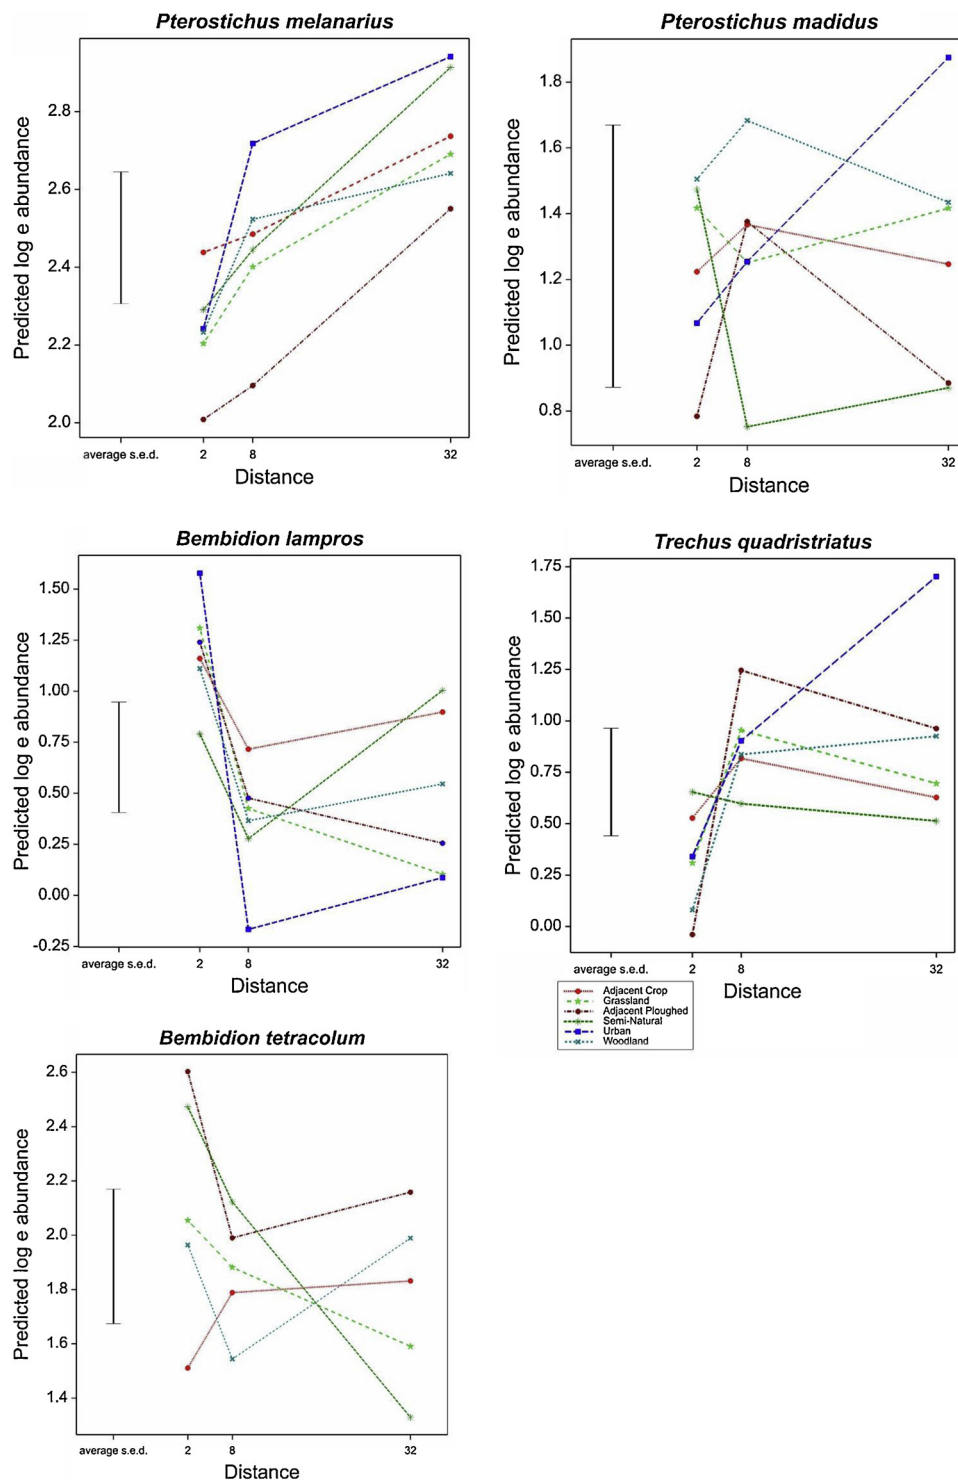 Pterostichus melanarius
Predicted log e abundance
2.8
2.6
2.4
2.2
2.0
average s.e.d.
2
8
32
Distance
Pterostichus madidus
Predicted log e abundance
1.8
1.6
1.4
1.2
1.0
0.8
average s.e.d.
2
8
32
Distance
Bembidion lampros
Predicted log e abundance
1.50
1.25
1.00
0.75
0.50
0.25
0.00
-0.25
average s.e.d.
2
8
32
Distance
Trechus quadristriatus
Predicted log e abundance
1.75
1.50
1.25
1.00
0.75
0.50
0.25
0.00
average s.e.d.
2
8
32
Distance
Adjacent Crop
Grassland
Adjacent Ploughed
Semi-Natural
Urban
Woodland
Bembidion tetracolum
Predicted log e abundance
2.6
2.4
2.2
2.0
1.8
1.6
1.4
average s.e.d.
2
8
32
Distance